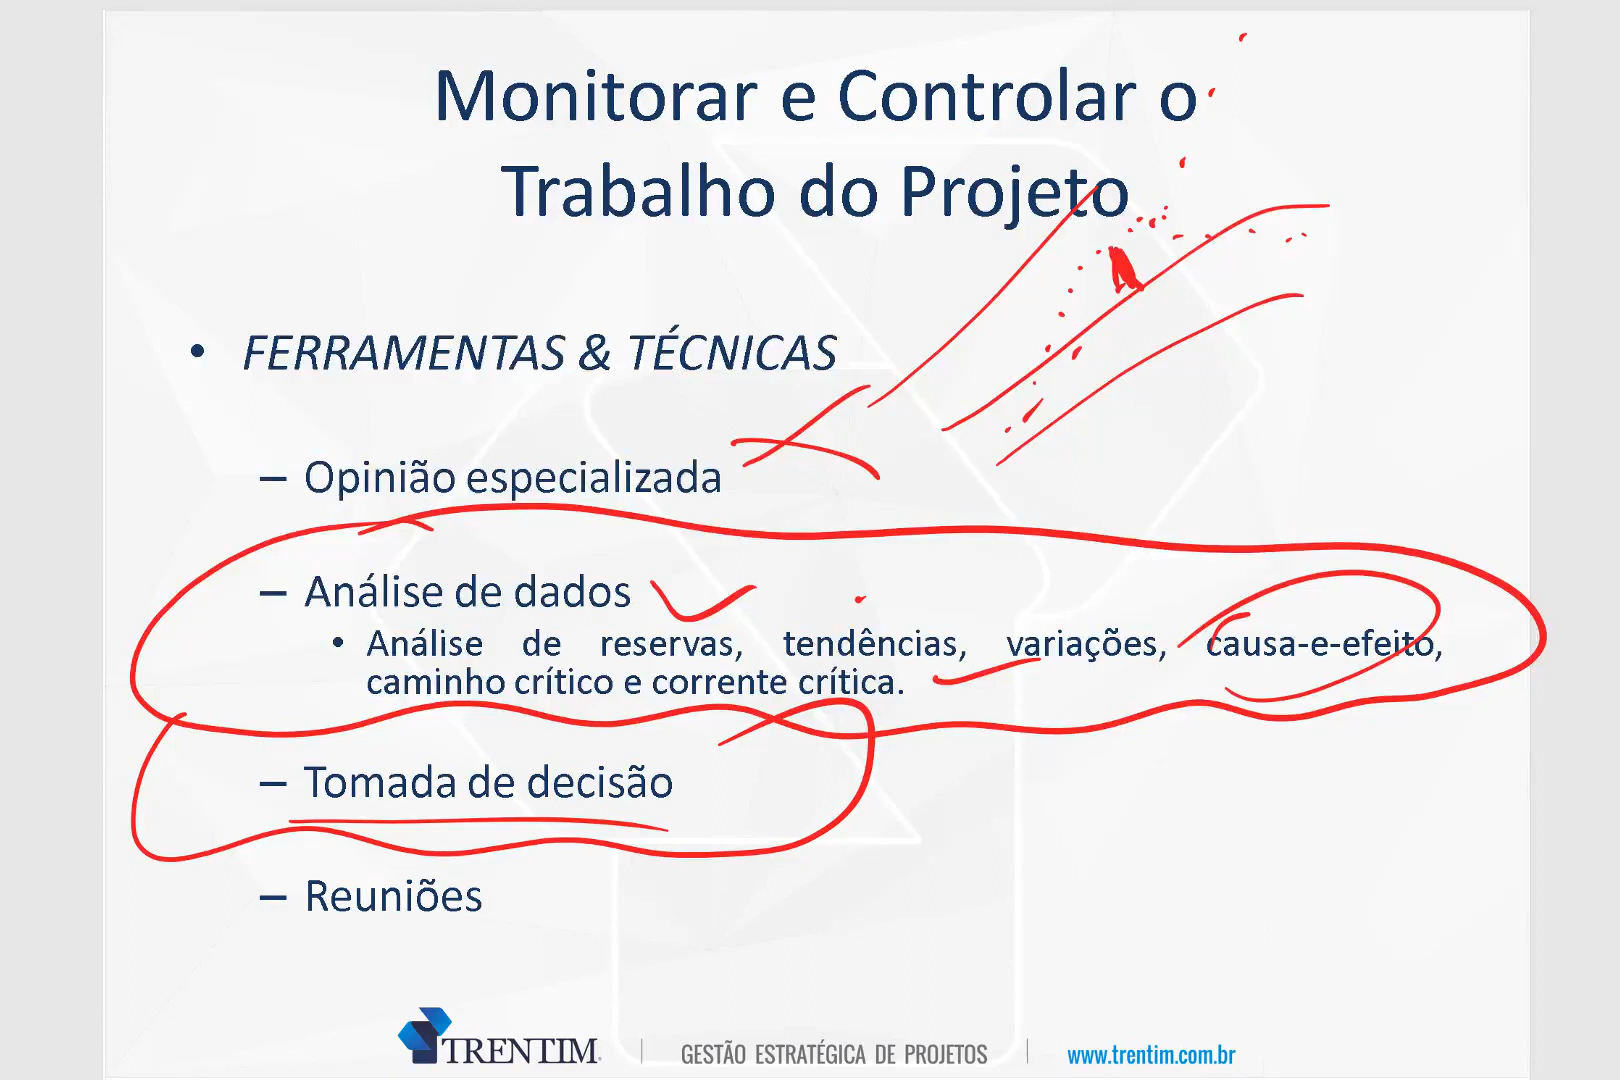 Monitorar e Controlar o
Trabalho do Projeto
• FERRAMENTAS & TÉCNICAS
– Opinião especializada
– Análise de dados
• Análise de reservas, tendências, variações, causa-e-efeito,
caminho crítico e corrente crítica.
– Tomada de decisão
– Reuniões
TRENTIM | GESTÃO ESTRATÉGICA DE PROJETOS | www.trentim.com.br